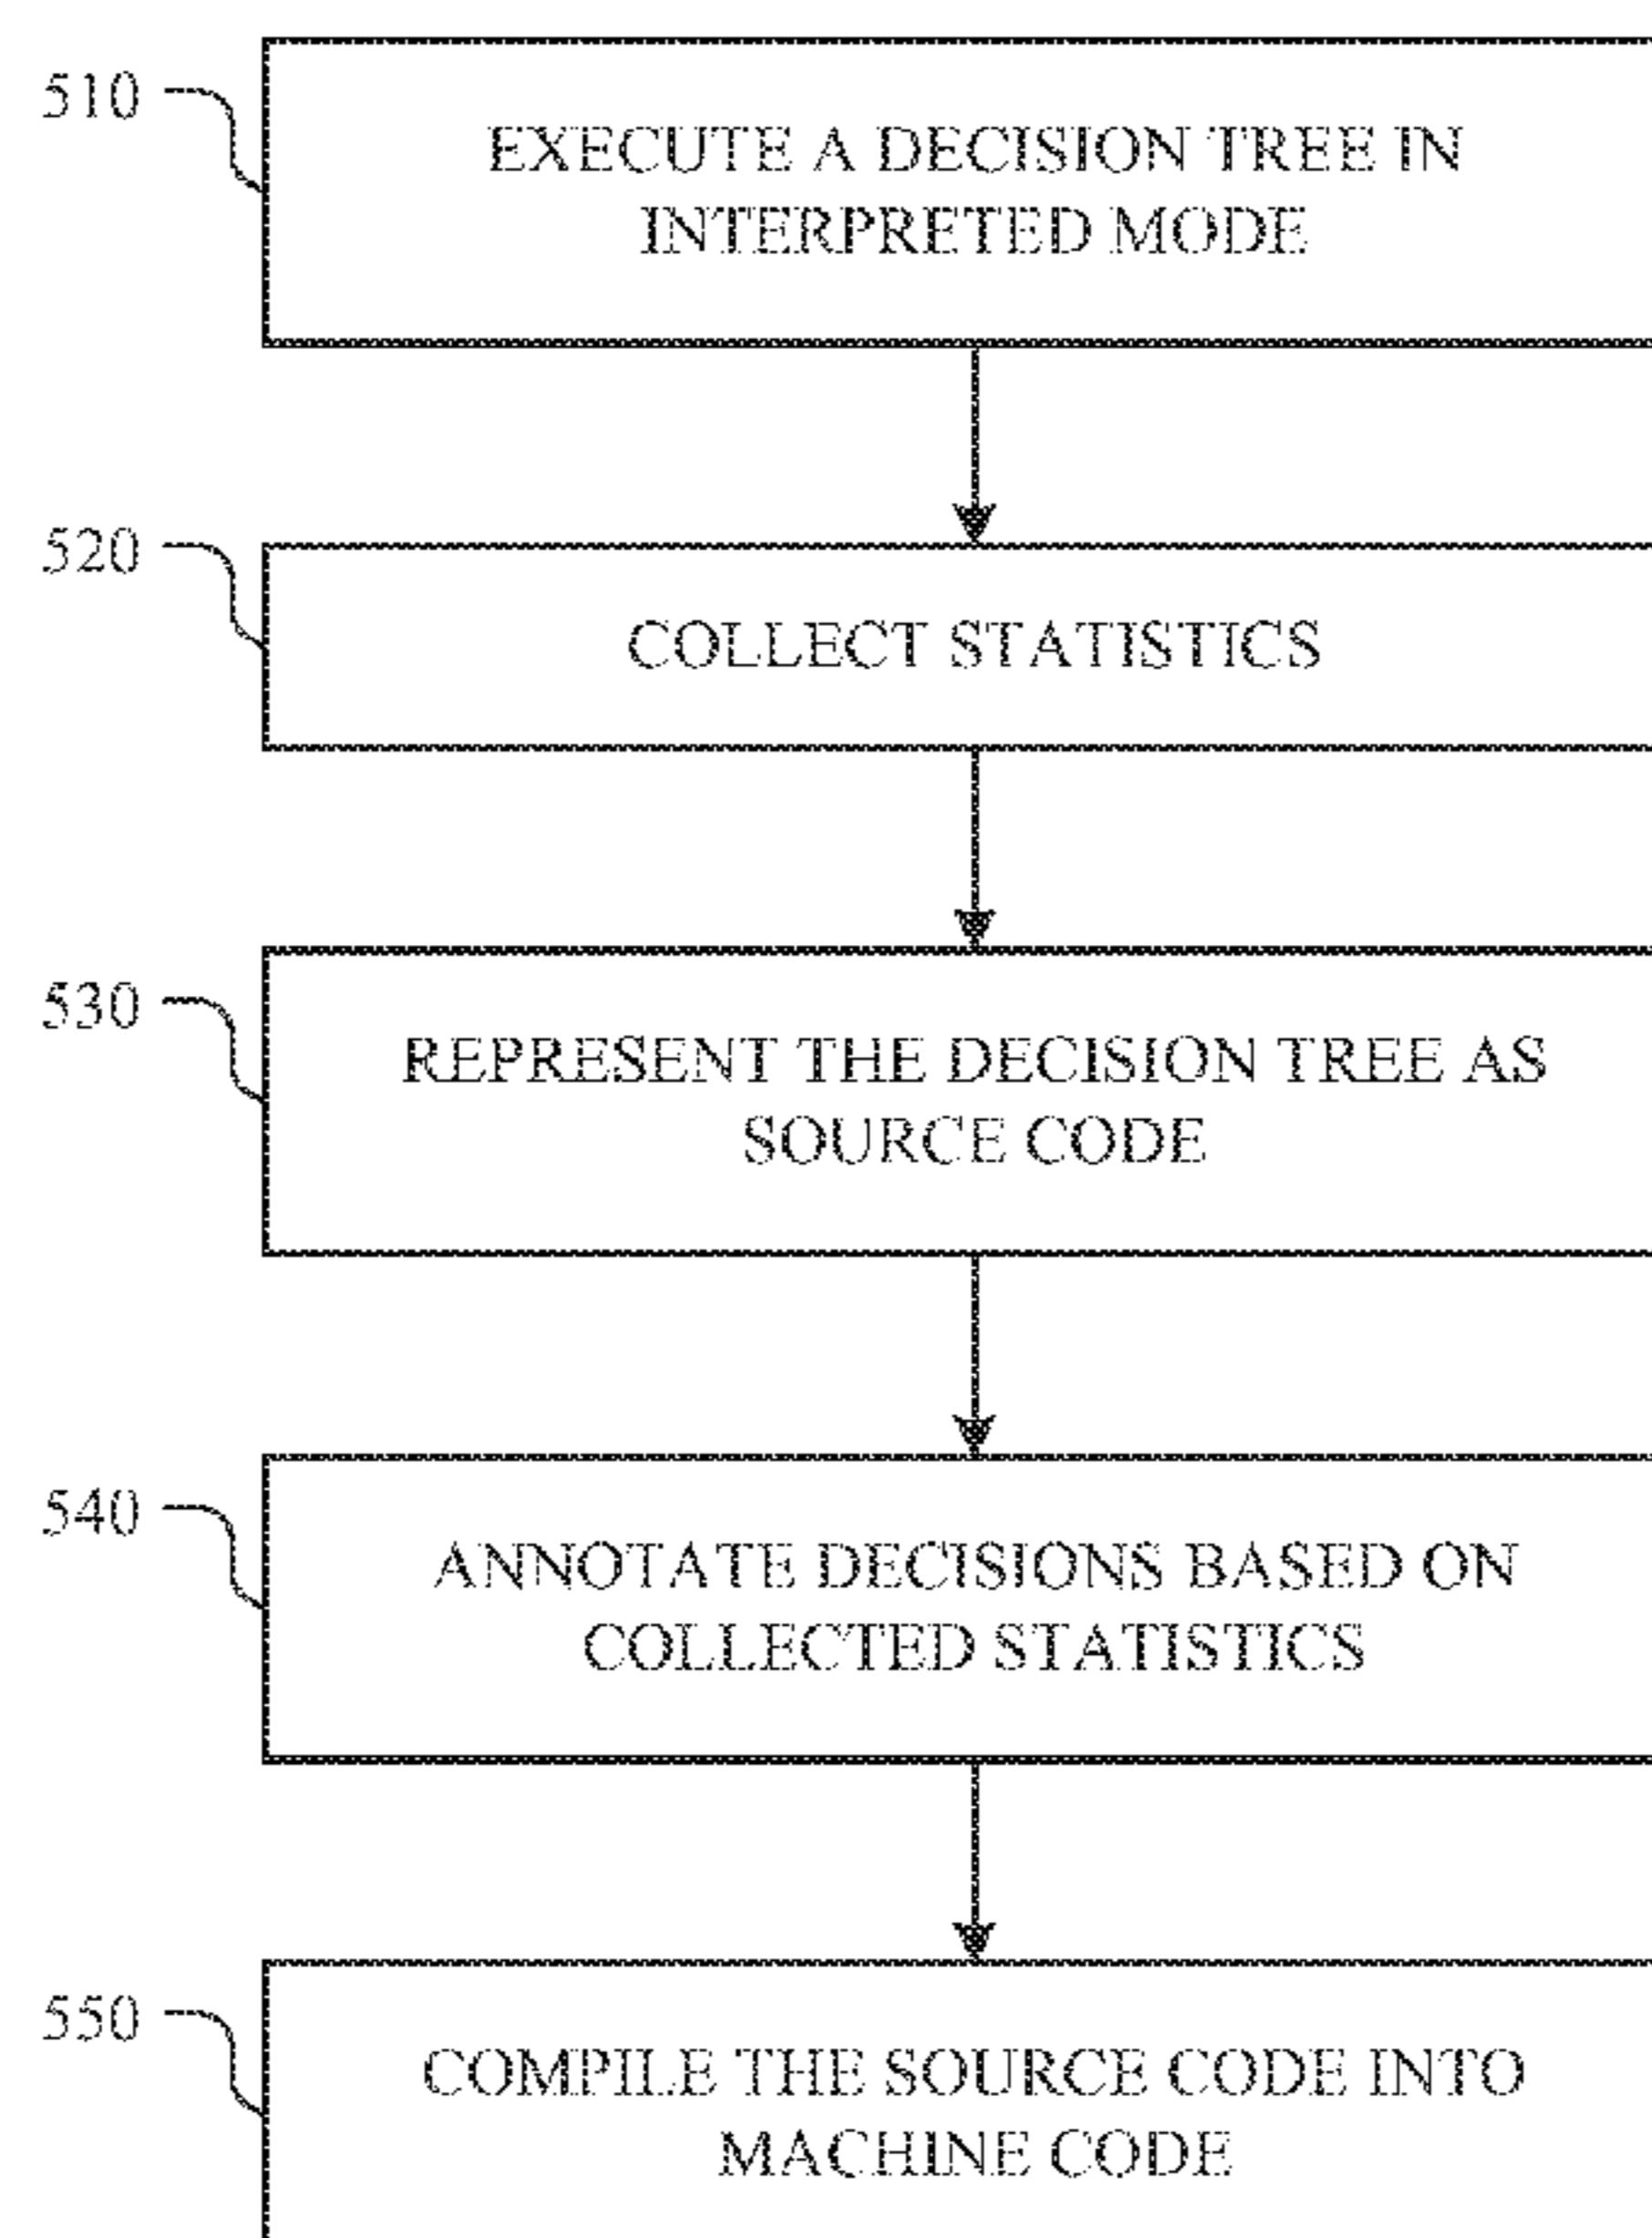 510
EXECUTE A DECISION TREE IN
INTERPRETED MODE
520
COLLECT STATISTICS
530
REPRESENT THE DECISION TREE AS
SOURCE CODE
540
ANNOTATE DECISIONS BASED ON
COLLECTED STATISTICS
550
COMPILE THE SOURCE CODE INTO
MACHINE CODE